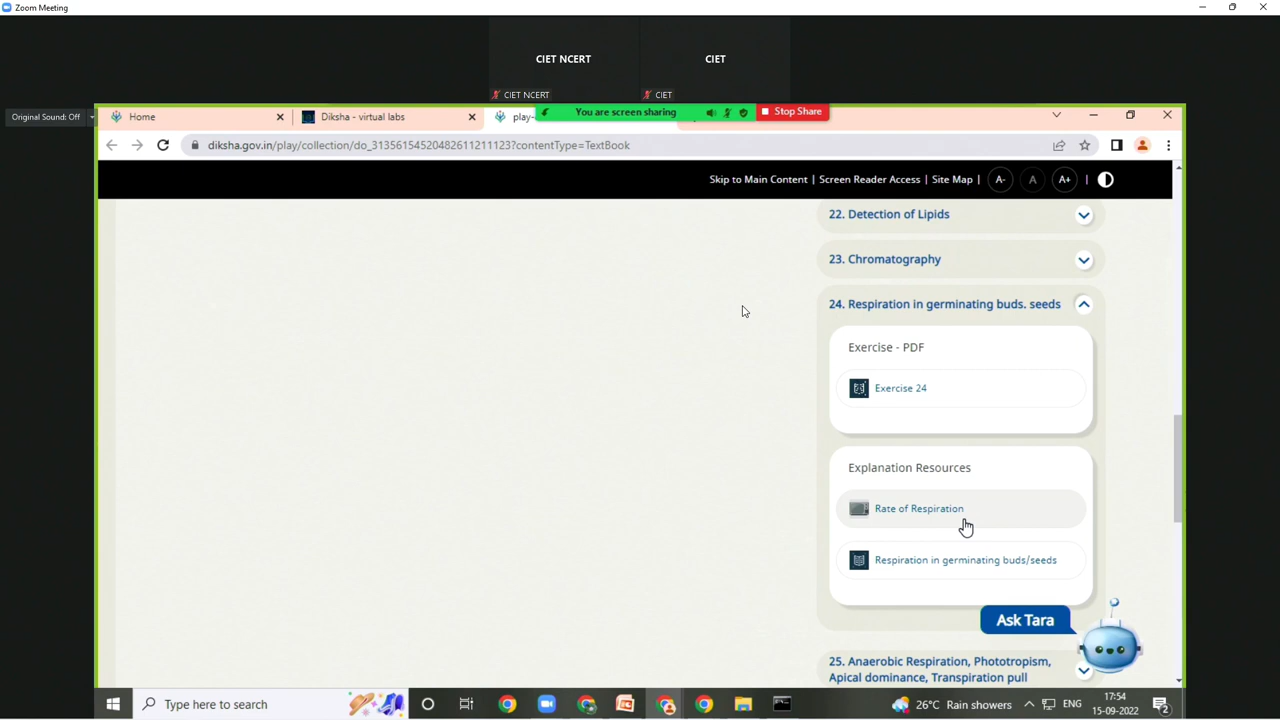 Zoom Meeting
CIET NCERT
CIET
CIET NCERT
CIET
Original Sound: Off
Home
Diksha - virtual labs
play-
You are screen sharing
Stop Share
diksha.gov.in/play/collection/do_31356154520482611211123?contentType=TextBook
Skip to Main Content | Screen Reader Access | Site Map | A- A A+ |
22. Detection of Lipids
23. Chromatography
24. Respiration in germinating buds. seeds
Exercise - PDF
Exercise 24
Explanation Resources
Rate of Respiration
Respiration in germinating buds/seeds
Ask Tara
25. Anaerobic Respiration, Phototropism,
Apical dominance, Transpiration pull
Type here to search
26°C Rain showers
ENG
17:54
15-09-2022
2